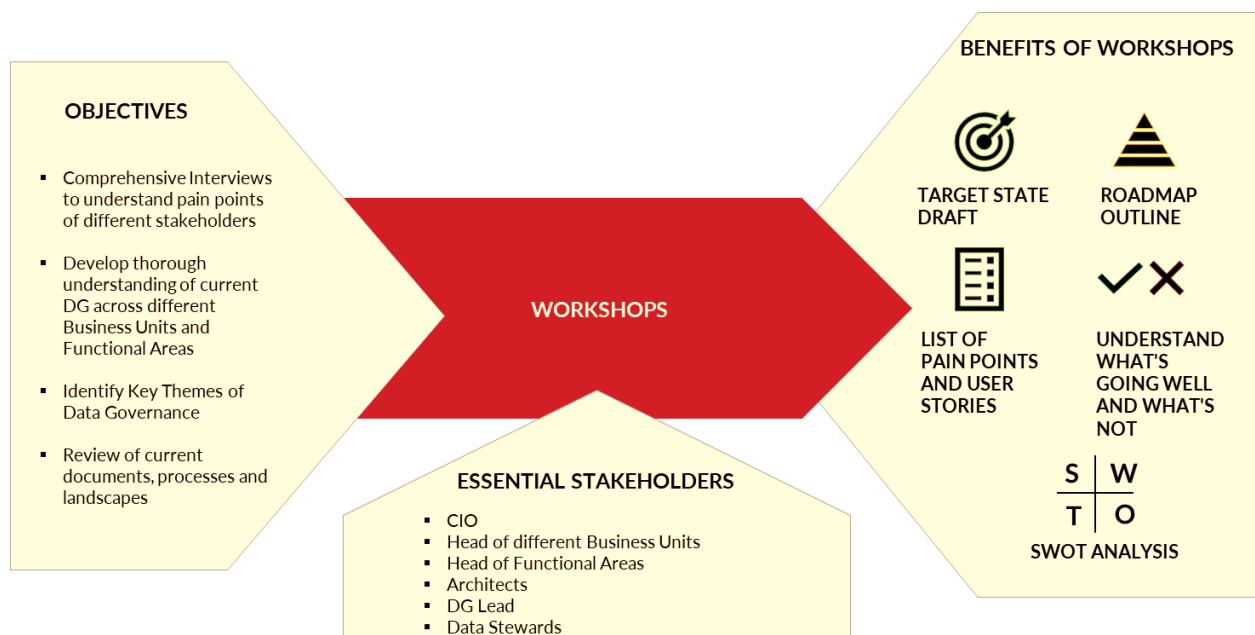 OBJECTIVES
▪ Comprehensive Interviews
to understand pain points
of different stakeholders
▪ Develop thorough
understanding of current
DG across different
Business Units and
Functional Areas
▪ Identify Key Themes of
Data Governance
▪ Review of current
documents, processes and
landscapes
WORKSHOPS
ESSENTIAL STAKEHOLDERS
▪ CIO
▪ Head of different Business Units
▪ Head of Functional Areas
▪ Architects
▪ DG Lead
▪ Data Stewards
BENEFITS OF WORKSHOPS
TARGET STATE
DRAFT
ROADMAP
OUTLINE
LIST OF
PAIN POINTS
AND USER
STORIES
UNDERSTAND
WHAT'S
GOING WELL
AND WHAT'S
NOT
S W
T O
SWOT ANALYSIS